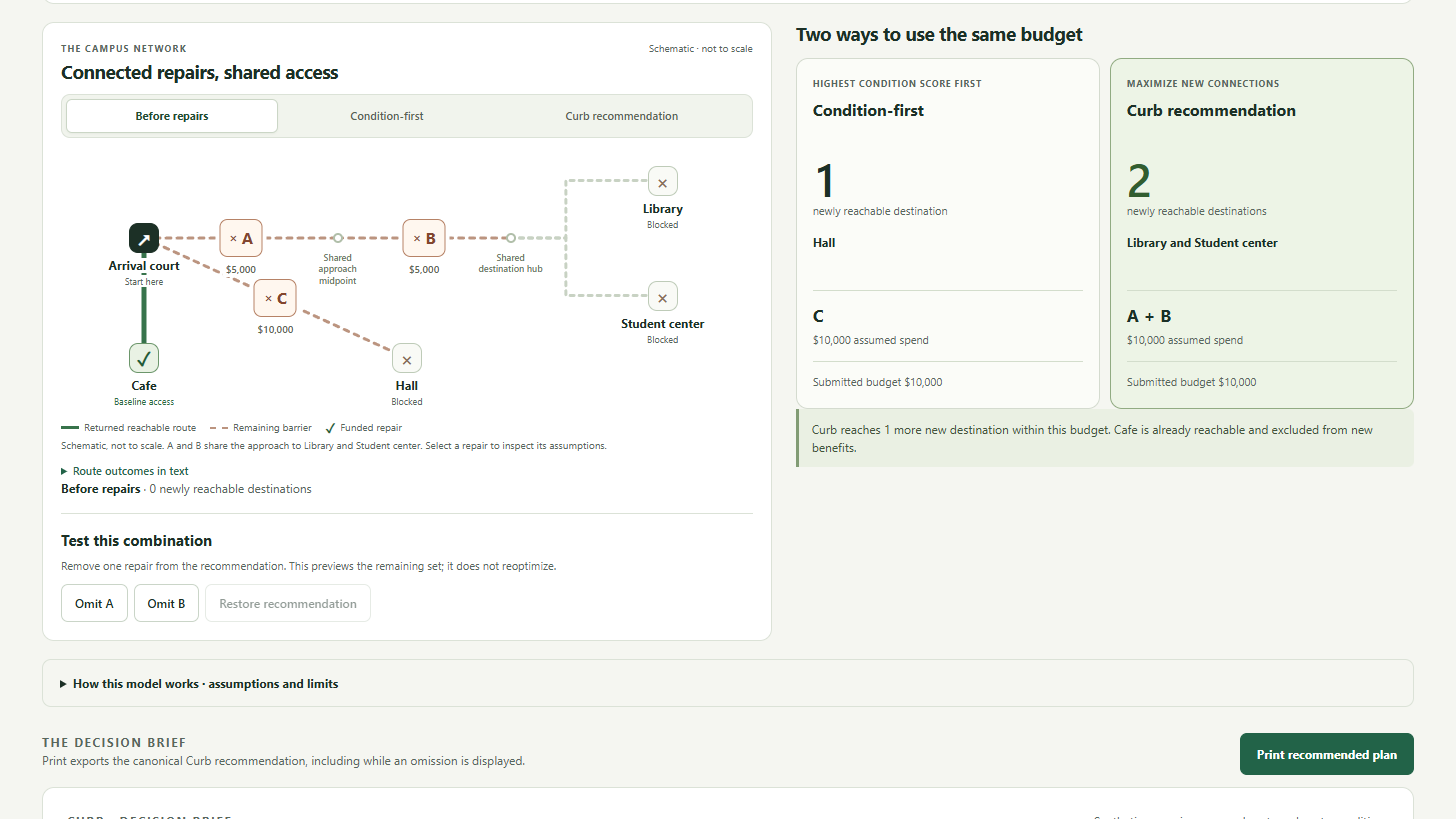 THE CAMPUS NETWORK
Schematic · not to scale
Connected repairs, shared access
Before repairs
Condition-first
Curb recommendation
Library
Blocked
× A
× B
Arrival court
Start here
$5,000
Shared
approach
midpoint
$5,000
Shared
destination hub
× C
$10,000
Student center
Blocked
Cafe
Baseline access
Hall
Blocked
Returned reachable route
Remaining barrier
Funded repair
Schematic, not to scale. A and B share the approach to Library and Student center. Select a repair to inspect its assumptions.
Route outcomes in text
Before repairs · 0 newly reachable destinations
Test this combination
Remove one repair from the recommendation. This previews the remaining set; it does not reoptimize.
Omit A
Omit B
Restore recommendation
Two ways to use the same budget
HIGHEST CONDITION SCORE FIRST
Condition-first
1
newly reachable destination
Hall
C
$10,000 assumed spend
Submitted budget $10,000
MAXIMIZE NEW CONNECTIONS
Curb recommendation
2
newly reachable destinations
Library and Student center
A + B
$10,000 assumed spend
Submitted budget $10,000
Curb reaches 1 more new destination within this budget. Cafe is already reachable and excluded from new
benefits.
How this model works · assumptions and limits
THE DECISION BRIEF
Print exports the canonical Curb recommendation, including while an omission is displayed.
Print recommended plan